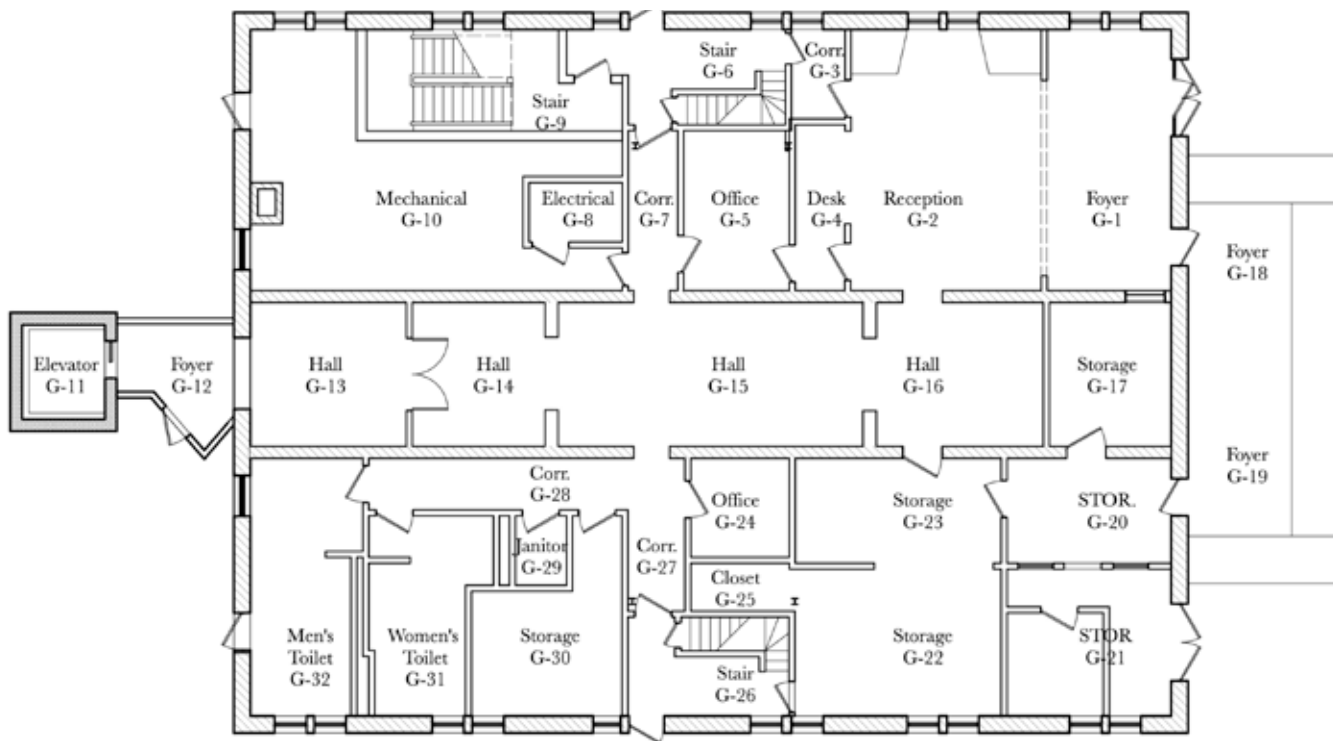 Stair
G-6
Corr.
G-3
Stair
G-9
Mechanical
G-10
Electrical
G-8
Corr.
G-7
Office
G-5
Desk
G-4
Reception
G-2
Foyer
G-1
Foyer
G-18
Elevator
G-11
Foyer
G-12
Hall
G-13
Hall
G-14
Hall
G-15
Hall
G-16
Storage
G-17
Foyer
G-19
Corr.
G-28
Office
G-24
Storage
G-23
STOR.
G-20
Janitor
G-29
Corr.
G-27
Closet
G-25
Men's
Toilet
G-32
Women's
Toilet
G-31
Storage
G-30
Stair
G-26
Storage
G-22
STOR
G-21